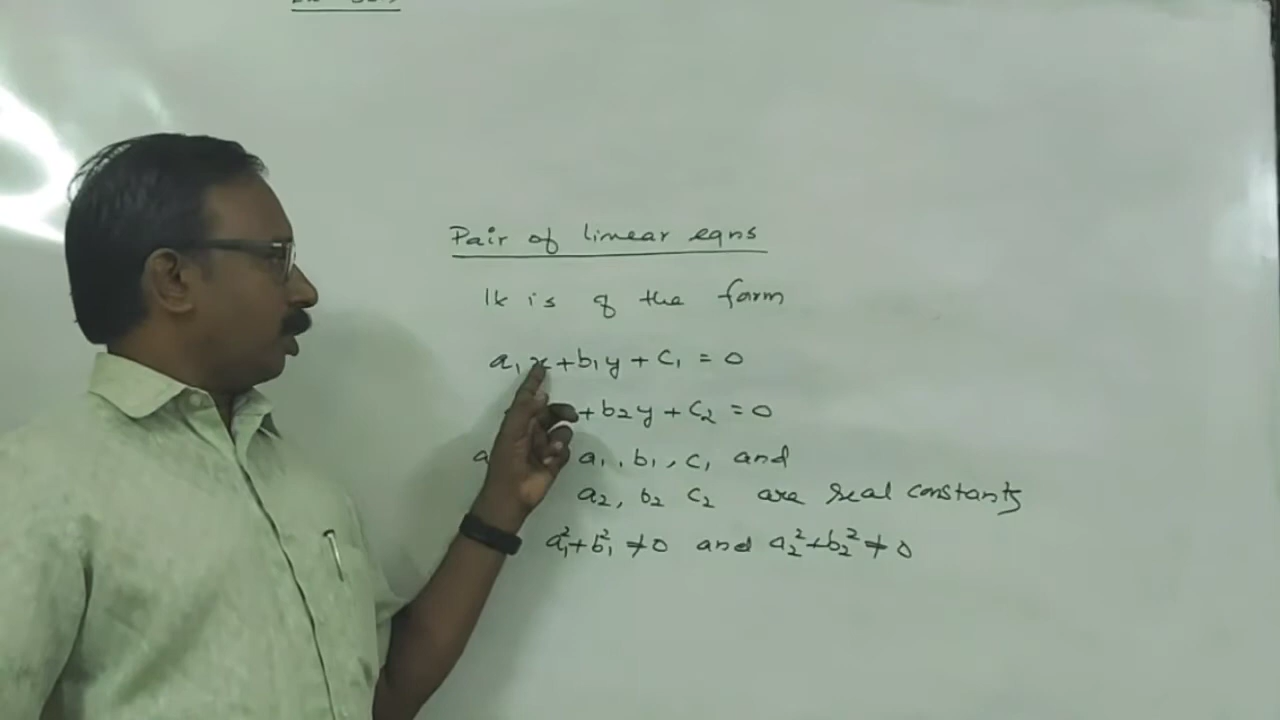 Pair of linear eqns
It is of the form
a₁x+b₁y+c₁=0
+b₂y+c₂=0
a₁, b₁, c₁ and
a₂, b₂ c₂ are real constants
a₁²+b₁²≠0 and a₂²+b₂²≠0